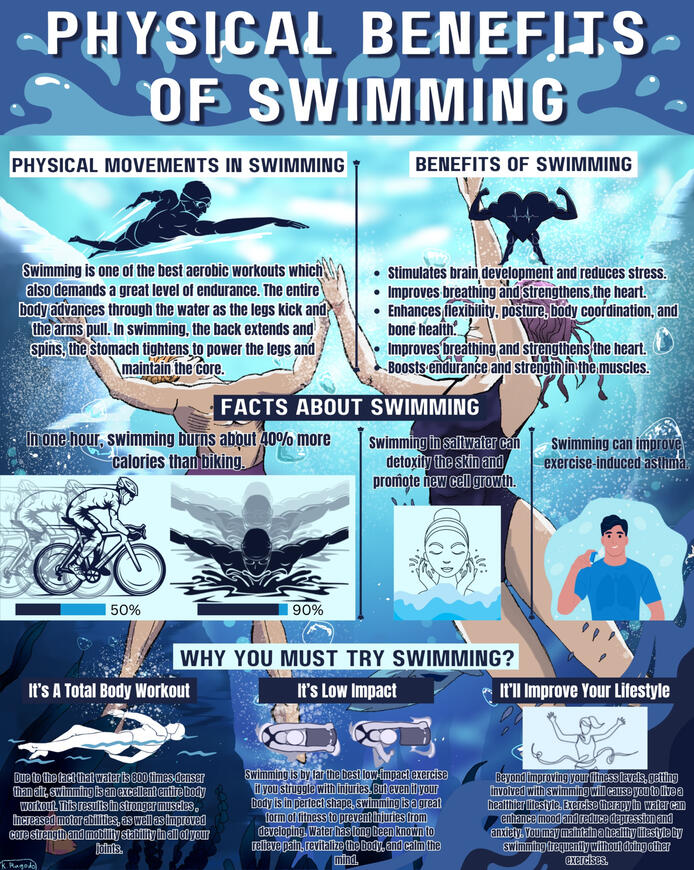 PHYSICAL BENEFITS
OF SWIMMING
PHYSICAL MOVEMENTS IN SWIMMING
Swimming is one of the best aerobic workouts which
also demands a great level of endurance. The entire
body advances through the water as the legs kick and
the arms pull. In swimming, the back extends and
spins, the stomach tightens to power the legs and
maintain the core.
BENEFITS OF SWIMMING
• Stimulates brain development and reduces stress.
• Improves breathing and strengthens the heart.
• Enhances flexibility, posture, body coordination, and
bone health.
• Improves breathing and strengthens the heart.
• Boosts endurance and strength in the muscles.
FACTS ABOUT SWIMMING
In one hour, swimming burns about 40% more
calories than biking.
50%
90%
Swimming in saltwater can
detoxify the skin and
promote new cell growth.
Swimming can improve
exercise-induced asthma.
WHY YOU MUST TRY SWIMMING?
It's A Total Body Workout
Due to the fact that water is 800 times denser
than air, swimming is an excellent entire body
workout. This results in stronger muscles ,
increased motor abilities, as well as improved
core strength and mobility stability in all of your
joints.
It's Low Impact
Swimming is by far the best low impact exercise
if you struggle with injuries. But even if your
body is in perfect shape, swimming is a great
form of fitness to prevent injuries from
developing. Water has long been known to
relieve pain, revitalize the body, and calm the
mind.
It'll Improve Your Lifestyle
Beyond improving your fitness levels, getting
involved with swimming will cause you to live a
healthier lifestyle. Exercise therapy in water can
enhance mood and reduce depression and
anxiety. You may maintain a healthy lifestyle by
swimming frequently without doing other
exercises.